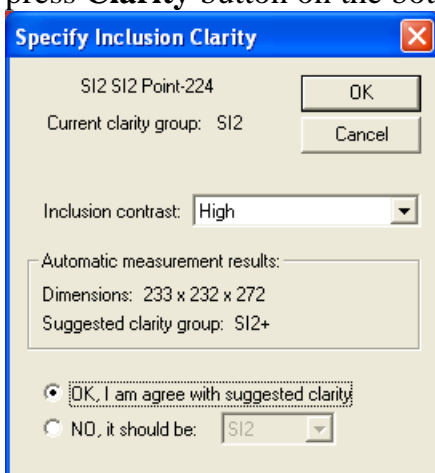 press Clarity button on the bot
Specify Inclusion Clarity
SI2 SI2 Point-224
OK
Current clarity group: SI2
Cancel
Inclusion contrast: High
Automatic measurement results:
Dimensions: 233 x 232 x 272
Suggested clarity group: SI2+
OK, I am agree with suggested clarity
NO, it should be: SI2